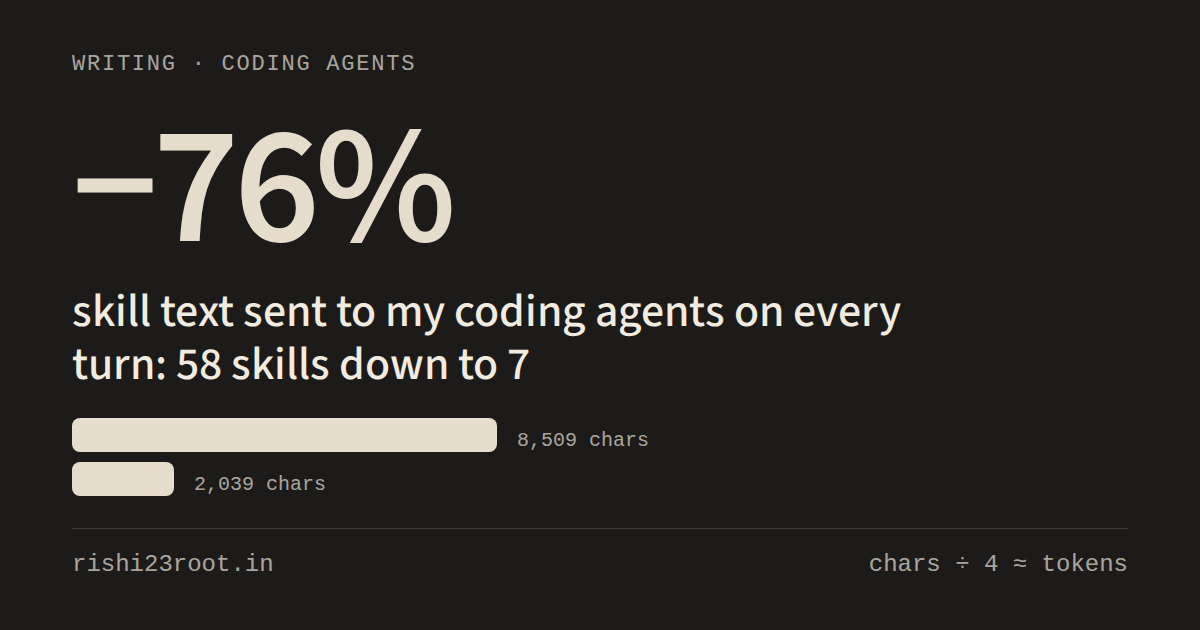 WRITING · CODING AGENTS
−76%
skill text sent to my coding agents on every
turn: 58 skills down to 7
8,509 chars
2,039 chars
rishi23root.in
chars ÷ 4 ≈ tokens